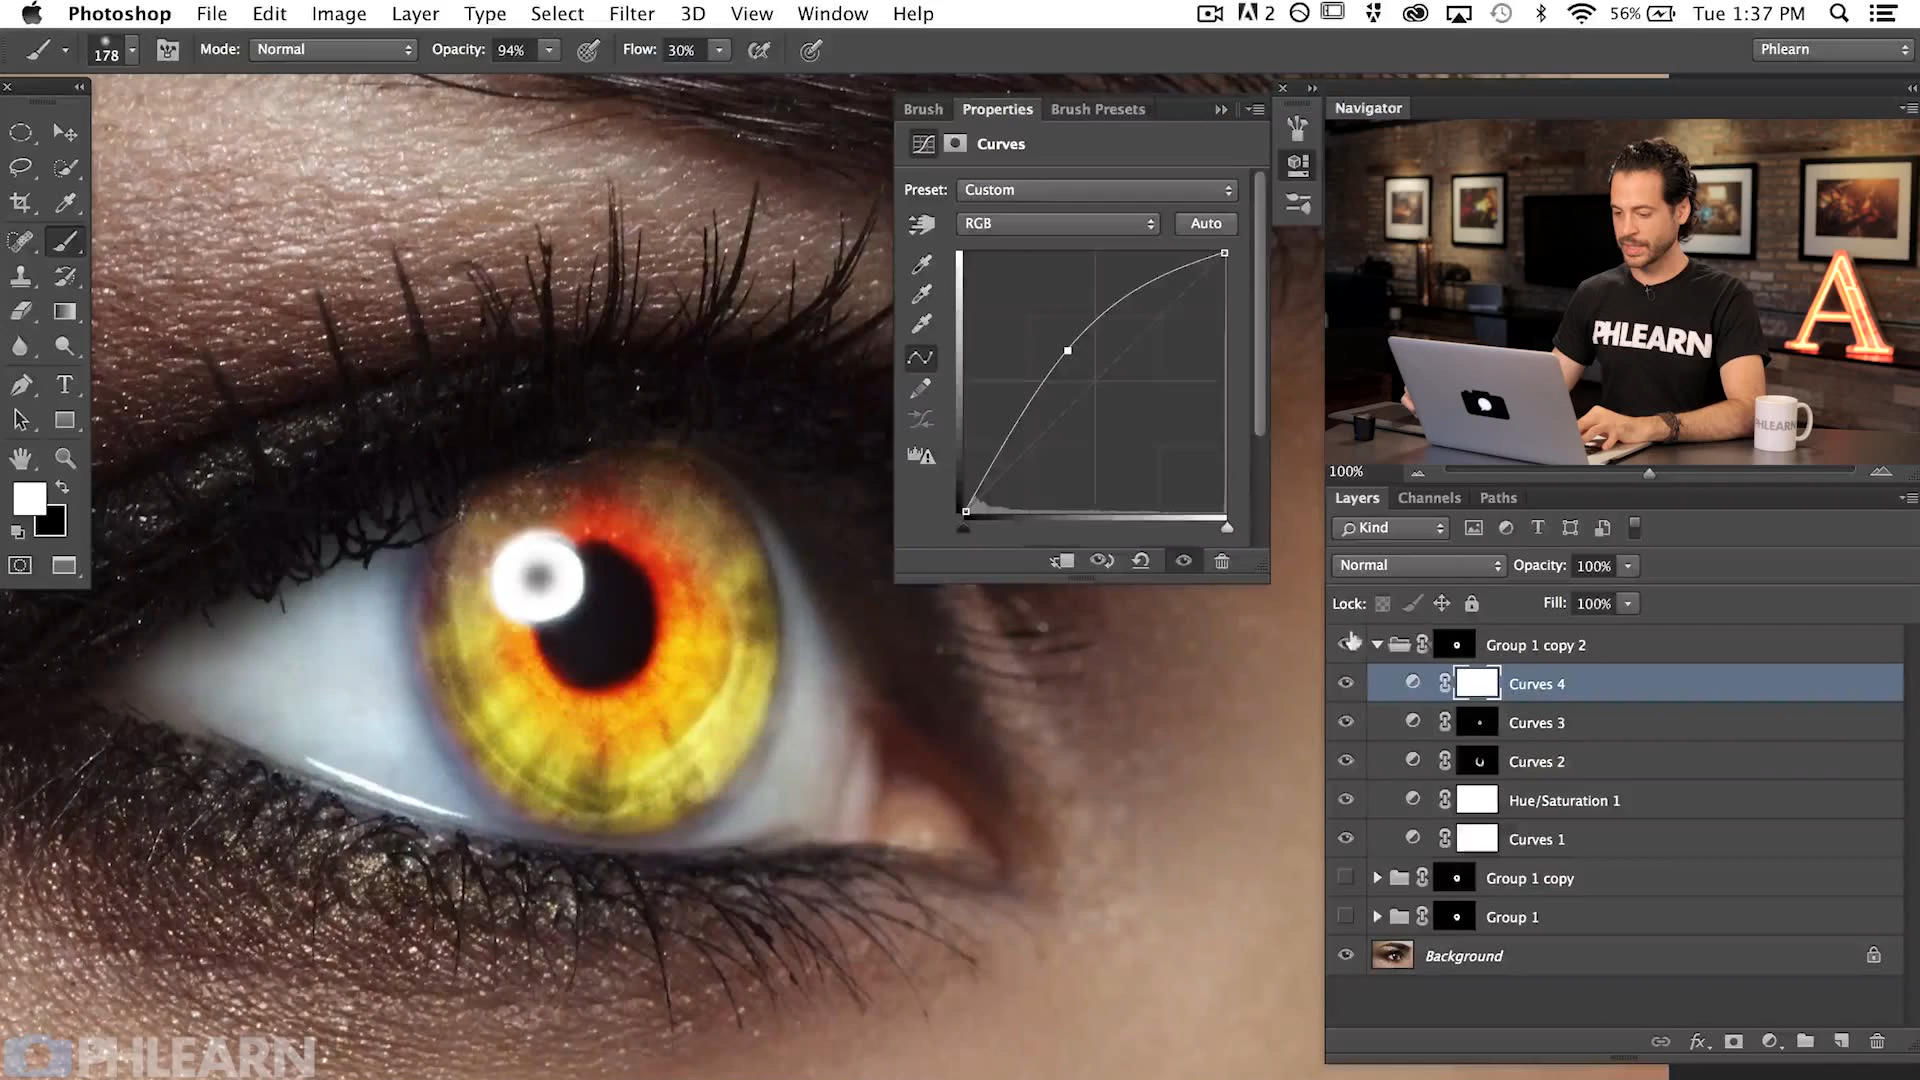 Photoshop File Edit Image Layer Type Select Filter 3D View Window Help 2 56% Tue 1:37 PM
178 Mode: Normal Opacity: 94% Flow: 30% Phlearn
Brush Properties Brush Presets
Curves
Preset: Custom
RGB Auto
Navigator
A
PHLEARN
PHLEARN
100%
Layers Channels Paths
Kind
Normal Opacity: 100%
Lock: Fill: 100%
Group 1 copy 2
Curves 4
Curves 3
Curves 2
Hue/Saturation 1
Curves 1
Group 1 copy
Group 1
Background
PHLEARN